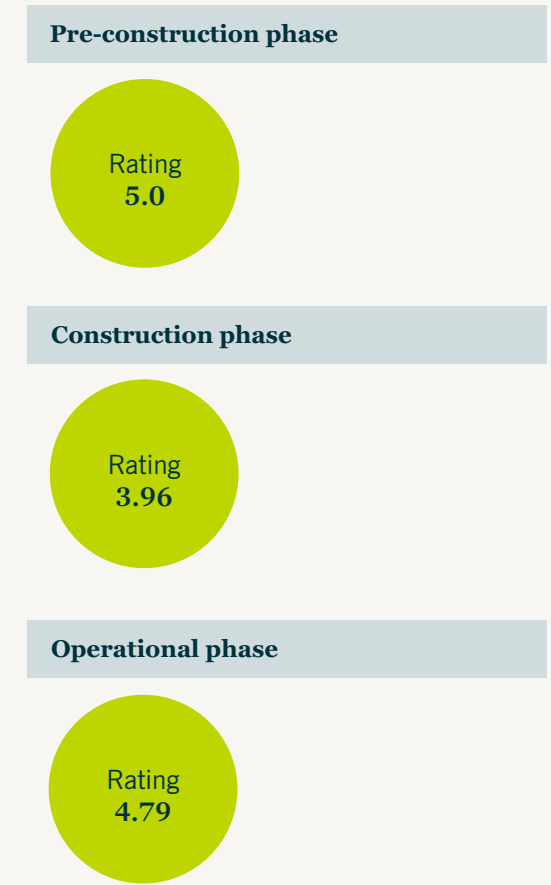 Pre-construction phase
Rating
5.0
Construction phase
Rating
3.96
Operational phase
Rating
4.79